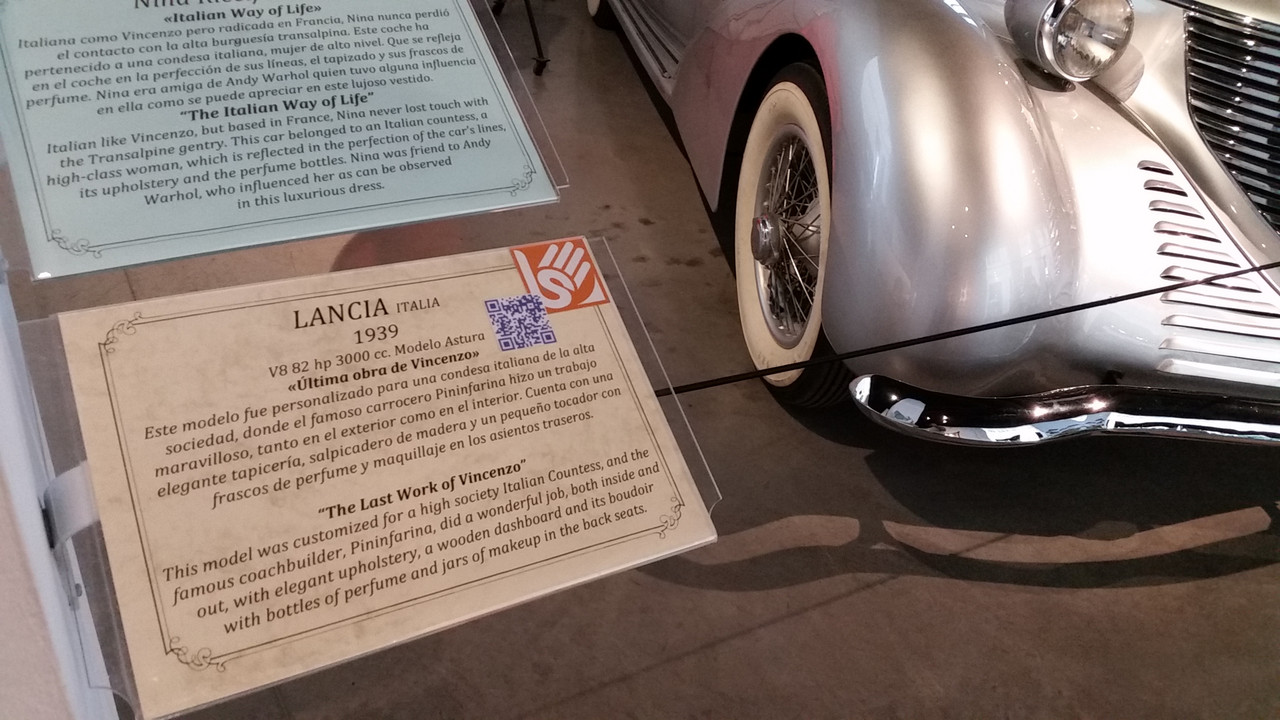 Nina Ricci
«Italian Way of Life»
Italiana como Vincenzo pero radicada en Francia, Nina nunca perdió
el contacto con la alta burguesía transalpina. Este coche ha
pertenecido a una condesa italiana, mujer de alto nivel. Que se refleja
en el coche en la perfección de sus líneas, el tapizado y sus frascos de
perfume. Nina era amiga de Andy Warhol quien tuvo alguna influencia
en ella como se puede apreciar en este lujoso vestido.
"The Italian Way of Life"
Italian like Vincenzo, but based in France, Nina never lost touch with
the Transalpine gentry. This car belonged to an Italian countess, a
high-class woman, which is reflected in the perfection of the car's lines,
its upholstery and the perfume bottles. Nina was friend to Andy
Warhol, who influenced her as can be observed
in this luxurious dress.
LANCIA ITALIA
1939
V8 82 hp 3000 cc. Modelo Astura
«Última obra de Vincenzo»
Este modelo fue personalizado para una condesa italiana de la alta
sociedad, donde el famoso carrocero Pininfarina hizo un trabajo
maravilloso, tanto en el exterior como en el interior. Cuenta con una
elegante tapicería, salpicadero de madera y un pequeño tocador con
frascos de perfume y maquillaje en los asientos traseros.
"The Last Work of Vincenzo"
This model was customized for a high society Italian Countess, and the
famous coachbuilder, Pininfarina, did a wonderful job, both inside and
out, with elegant upholstery, a wooden dashboard and its boudoir
with bottles of perfume and jars of makeup in the back seats.
LS